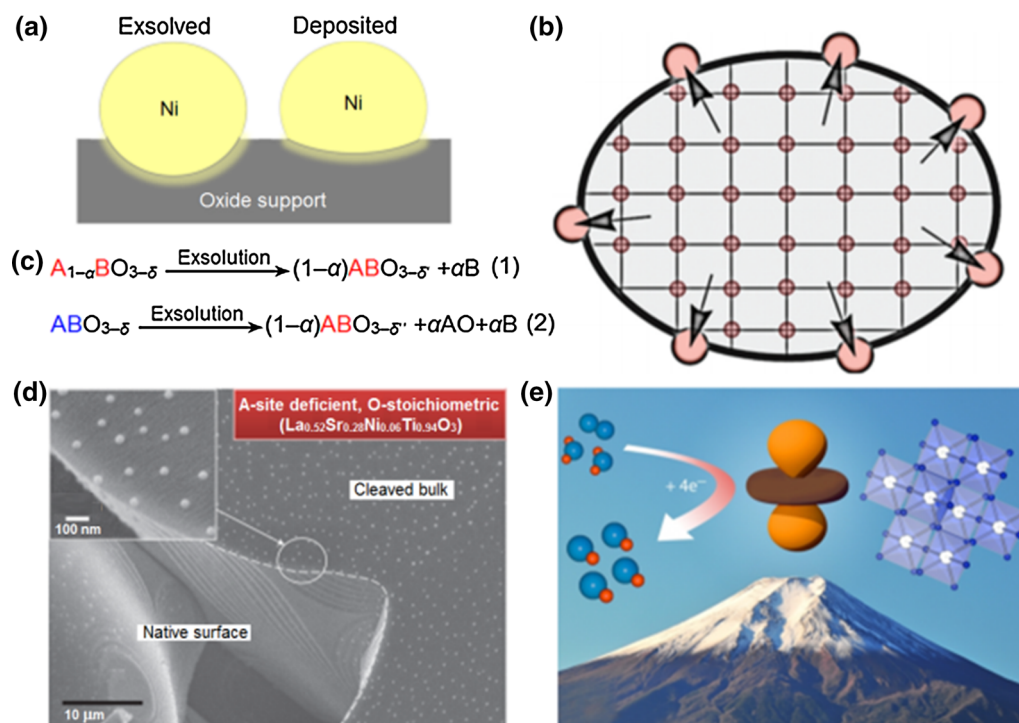 (a)
Exsolved
Deposited
Ni
Ni
Oxide support
(b)
(c)
A₁₋αBO₃₋δ Exsolution (1−α)ABO₃₋δ' +αB (1)
ABO₃₋δ Exsolution (1−α)ABO₃₋δ'' +αAO+αB (2)
(d)
A-site deficient, O-stoichiometric
(La₀.₅₂Sr₀.₂₈Ni₀.₀₆Ti₀.₉₄O₃)
Cleaved bulk
100 nm
Native surface
10 µm
(e)
+ 4e⁻